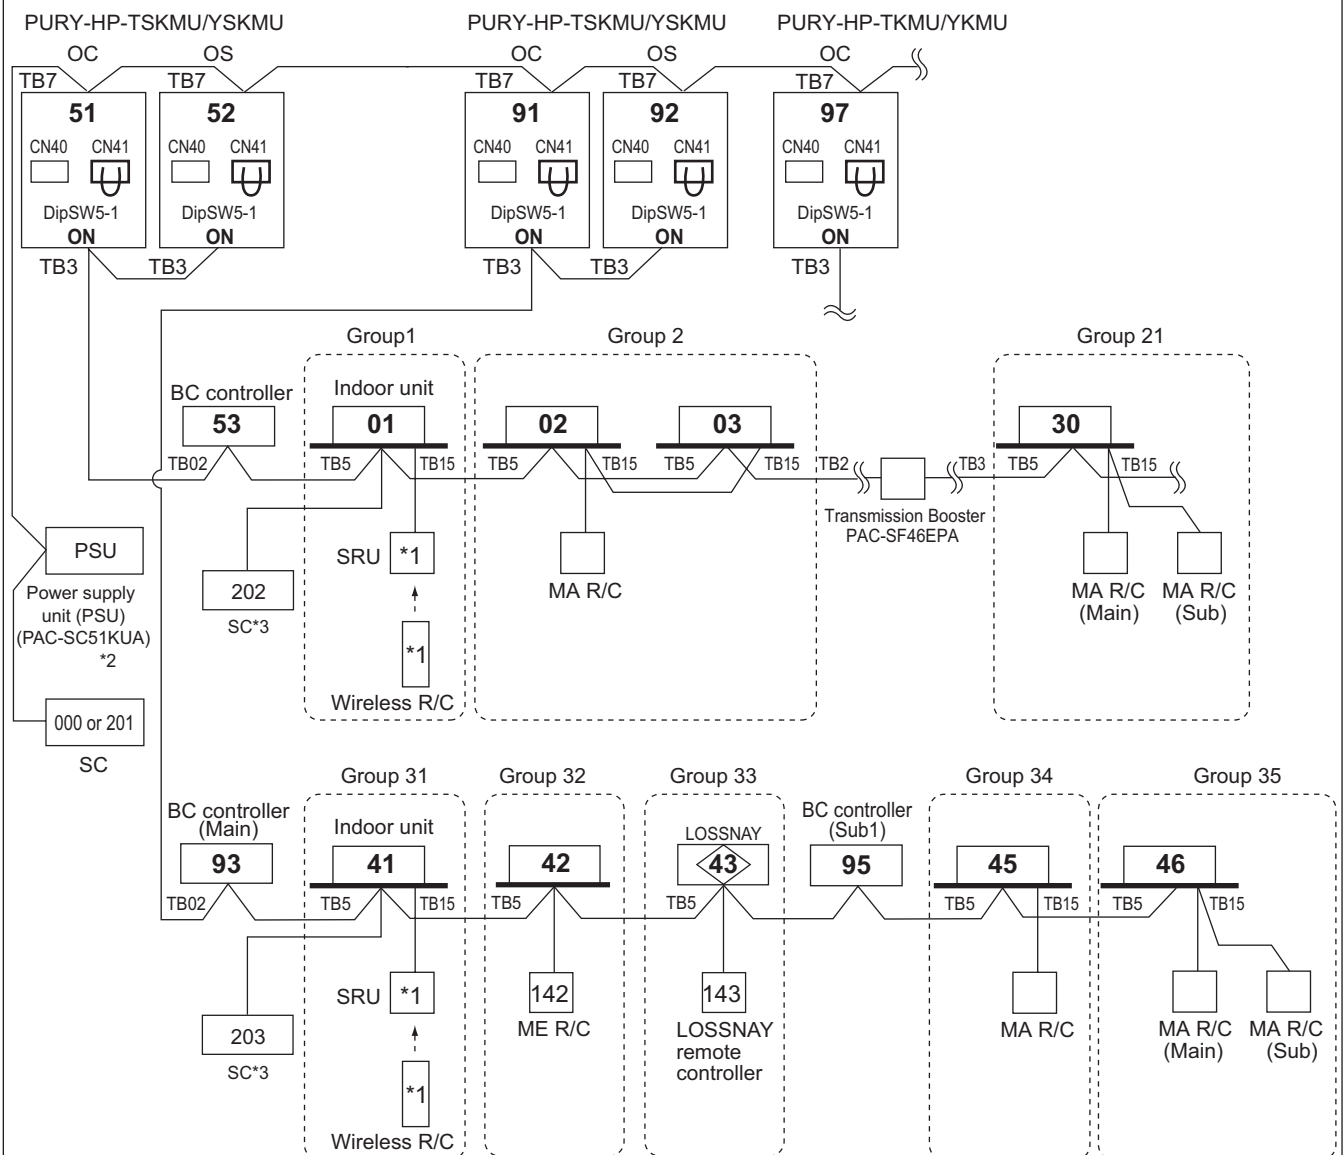 PURY-HP-TSKMU/YSKMU PURY-HP-TSKMU/YSKMU PURY-HP-TKMU/YKMU
OC OS OC OS OC
TB7 TB7 TB7 TB7 TB7
51 52 91 92 97
CN40 CN41 CN40 CN41 CN40 CN41 CN40 CN41 CN40 CN41
DipSW5-1 DipSW5-1 DipSW5-1 DipSW5-1 DipSW5-1
ON ON ON ON ON
TB3 TB3 TB3 TB3 TB3
Group1 Group 2 Group 21
BC controller Indoor unit
53 01 02 03 30
TB02 TB5 TB15 TB5 TB15 TB5 TB15 TB2 TB3 TB5 TB15
Transmission Booster
PAC-SF46EPA
PSU
Power supply
unit (PSU)
(PAC-SC51KUA)
*2
202
SC*3
SRU *1
*1
Wireless R/C
MA R/C
MA R/C
(Main)
MA R/C
(Sub)
000 or 201
SC
Group 31 Group 32 Group 33 Group 34 Group 35
BC controller
(Main)
Indoor unit
LOSSNAY
BC controller
(Sub1)
93 41 42 43 95 45 46
TB02 TB5 TB15 TB5 TB5 TB5 TB15 TB5 TB15
203
SC*3
SRU *1
*1
Wireless R/C
142
ME R/C
143
LOSSNAY
remote
controller
MA R/C
MA R/C
(Main)
MA R/C
(Sub)